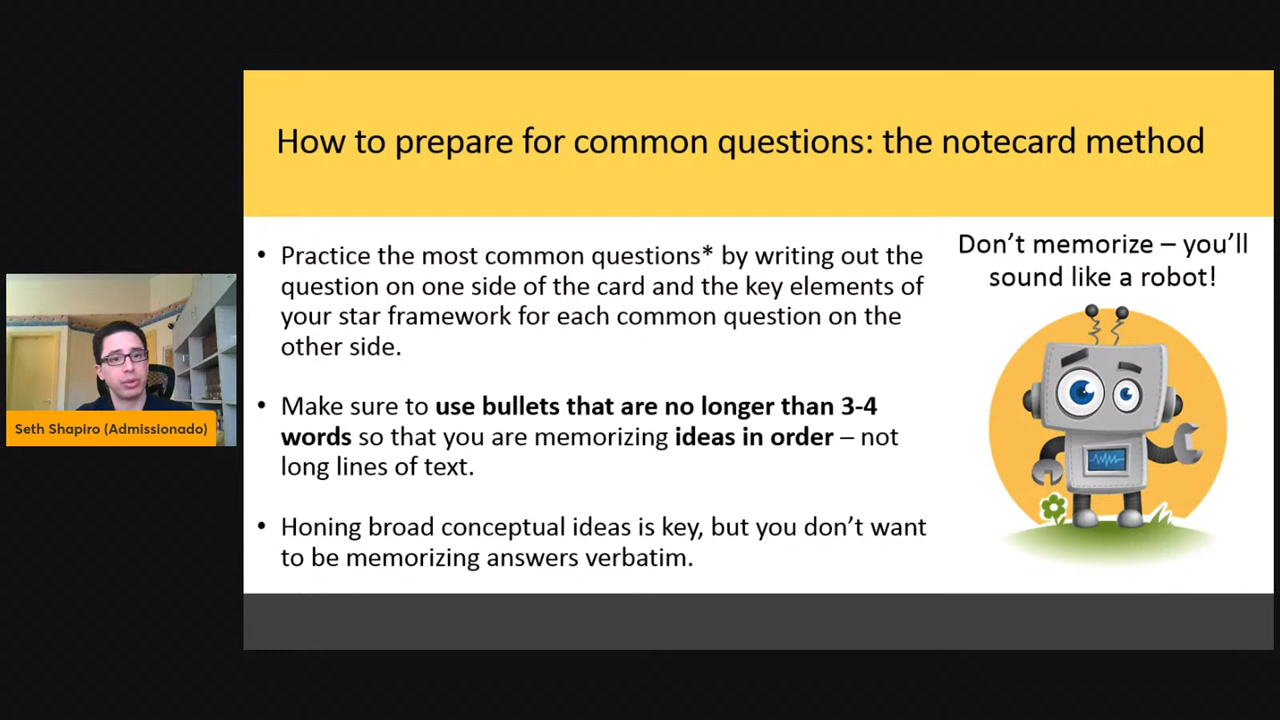 How to prepare for common questions: the notecard method
• Practice the most common questions* by writing out the
question on one side of the card and the key elements of
your star framework for each common question on the
other side.
• Make sure to use bullets that are no longer than 3-4
words so that you are memorizing ideas in order – not
long lines of text.
• Honing broad conceptual ideas is key, but you don’t want
to be memorizing answers verbatim.
Don’t memorize – you’ll
sound like a robot!
Seth Shapiro (Admissionado)